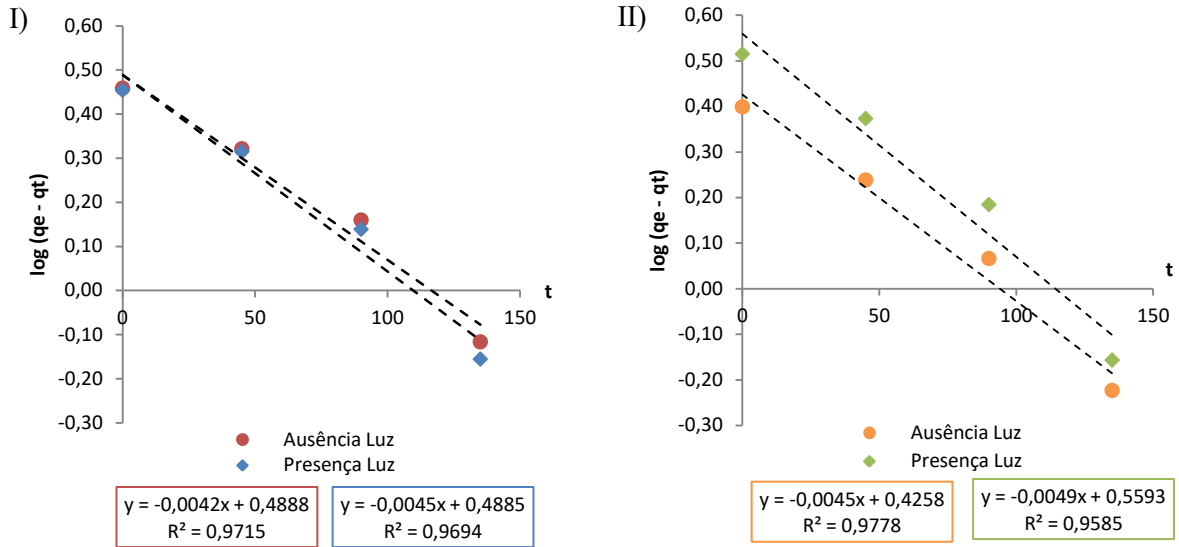 I)
0,60
0,50
0,40
0,30
0,20
0,10
0,00
-0,10
-0,20
-0,30
log (qe - qt)
0
50
100
150
t
Ausência Luz
Presença Luz
y = -0,0042x + 0,4888
R² = 0,9715
y = -0,0045x + 0,4885
R² = 0,9694
II)
0,60
0,50
0,40
0,30
0,20
0,10
0,00
-0,10
-0,20
-0,30
log (qe - qt)
0
50
100
150
t
Ausência Luz
Presença Luz
y = -0,0045x + 0,4258
R² = 0,9778
y = -0,0049x + 0,5593
R² = 0,9585